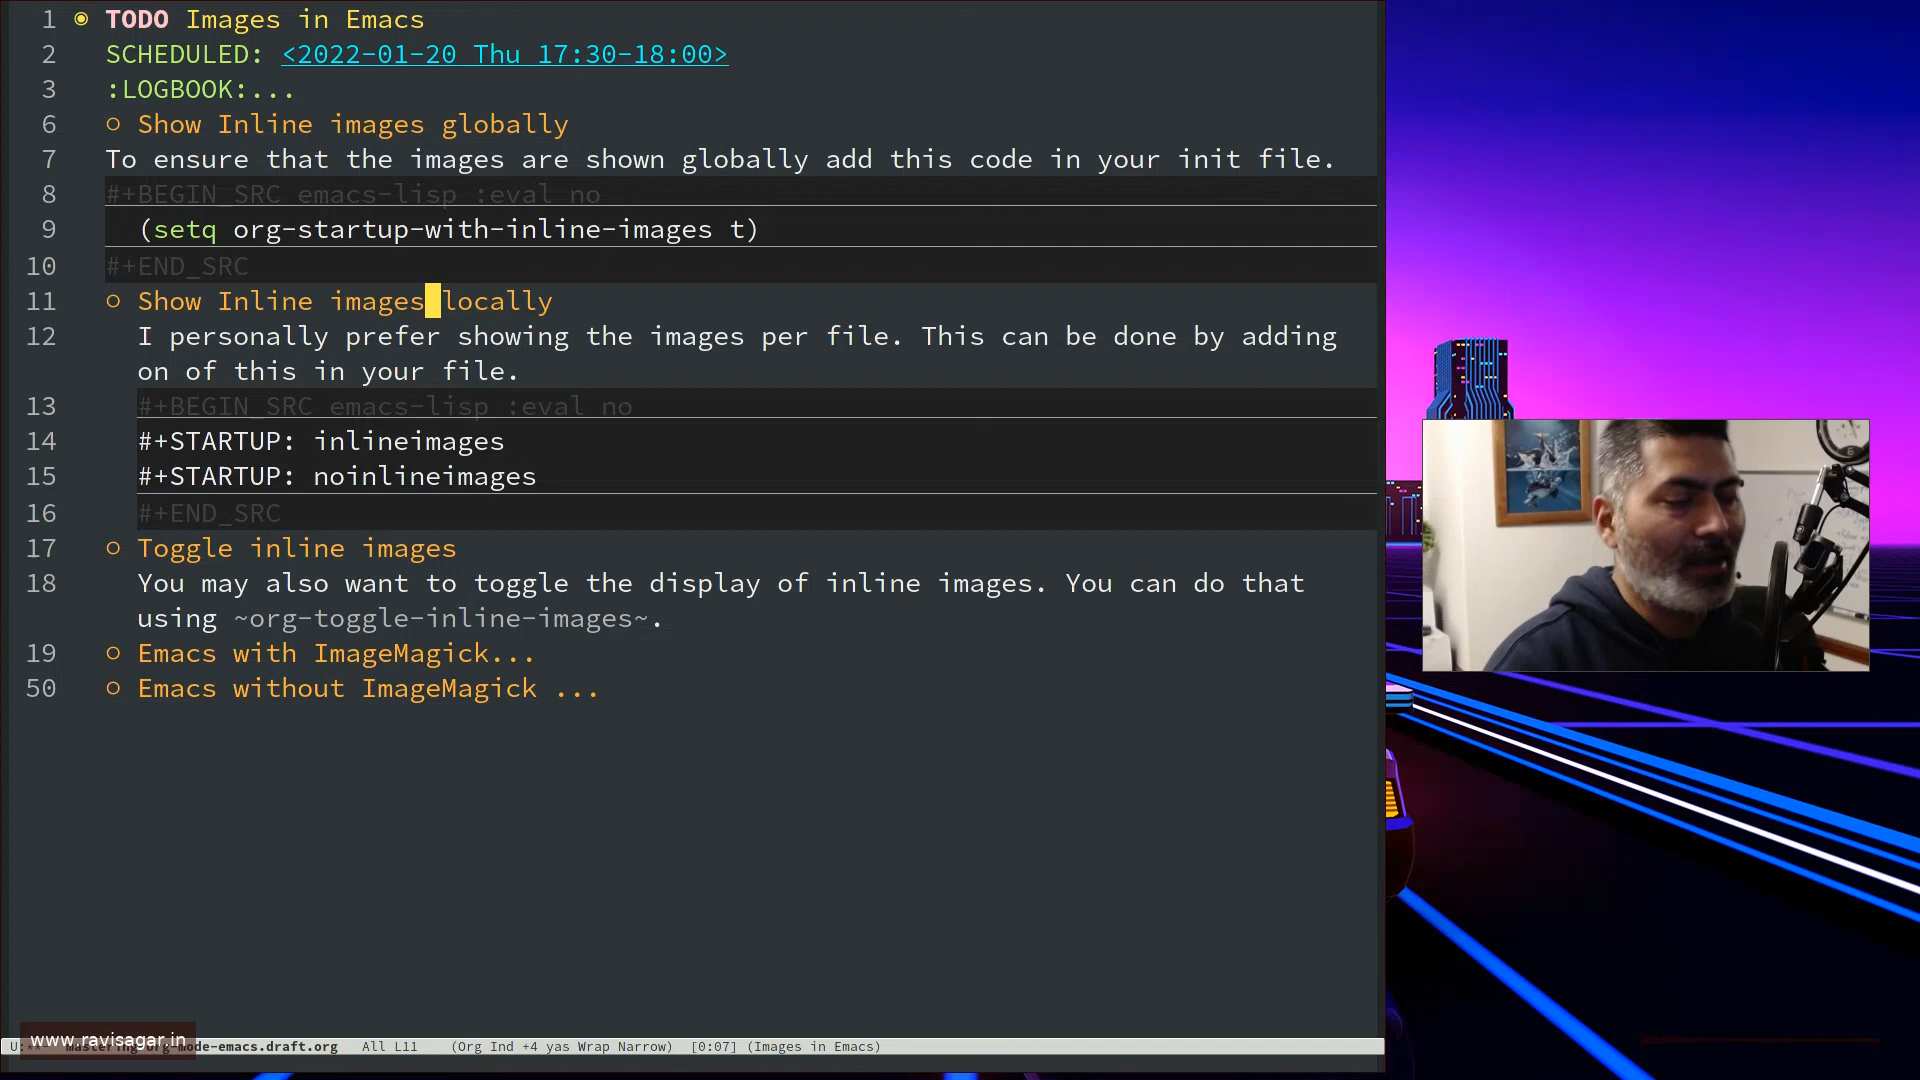 1 TODO Images in Emacs
2 SCHEDULED: <2022-01-20 Thu 17:30-18:00>
3 :LOGBOOK:...
6 Show Inline images globally
7 To ensure that the images are shown globally add this code in your init file.
8 #+BEGIN_SRC emacs-lisp :eval no
9 (setq org-startup-with-inline-images t)
10 #+END_SRC
11 Show Inline images locally
12 I personally prefer showing the images per file. This can be done by adding
on of this in your file.
13 #+BEGIN_SRC emacs-lisp :eval no
14 #+STARTUP: inlineimages
15 #+STARTUP: noinlineimages
16 #+END_SRC
17 Toggle inline images
18 You may also want to toggle the display of inline images. You can do that
using ~org-toggle-inline-images~.
19 Emacs with ImageMagick...
50 Emacs without ImageMagick ...
www.ravisagar.in
mode-emacs.draft.org All L11 (Org Ind +4 yas Wrap Narrow) [0:07] (Images in Emacs)